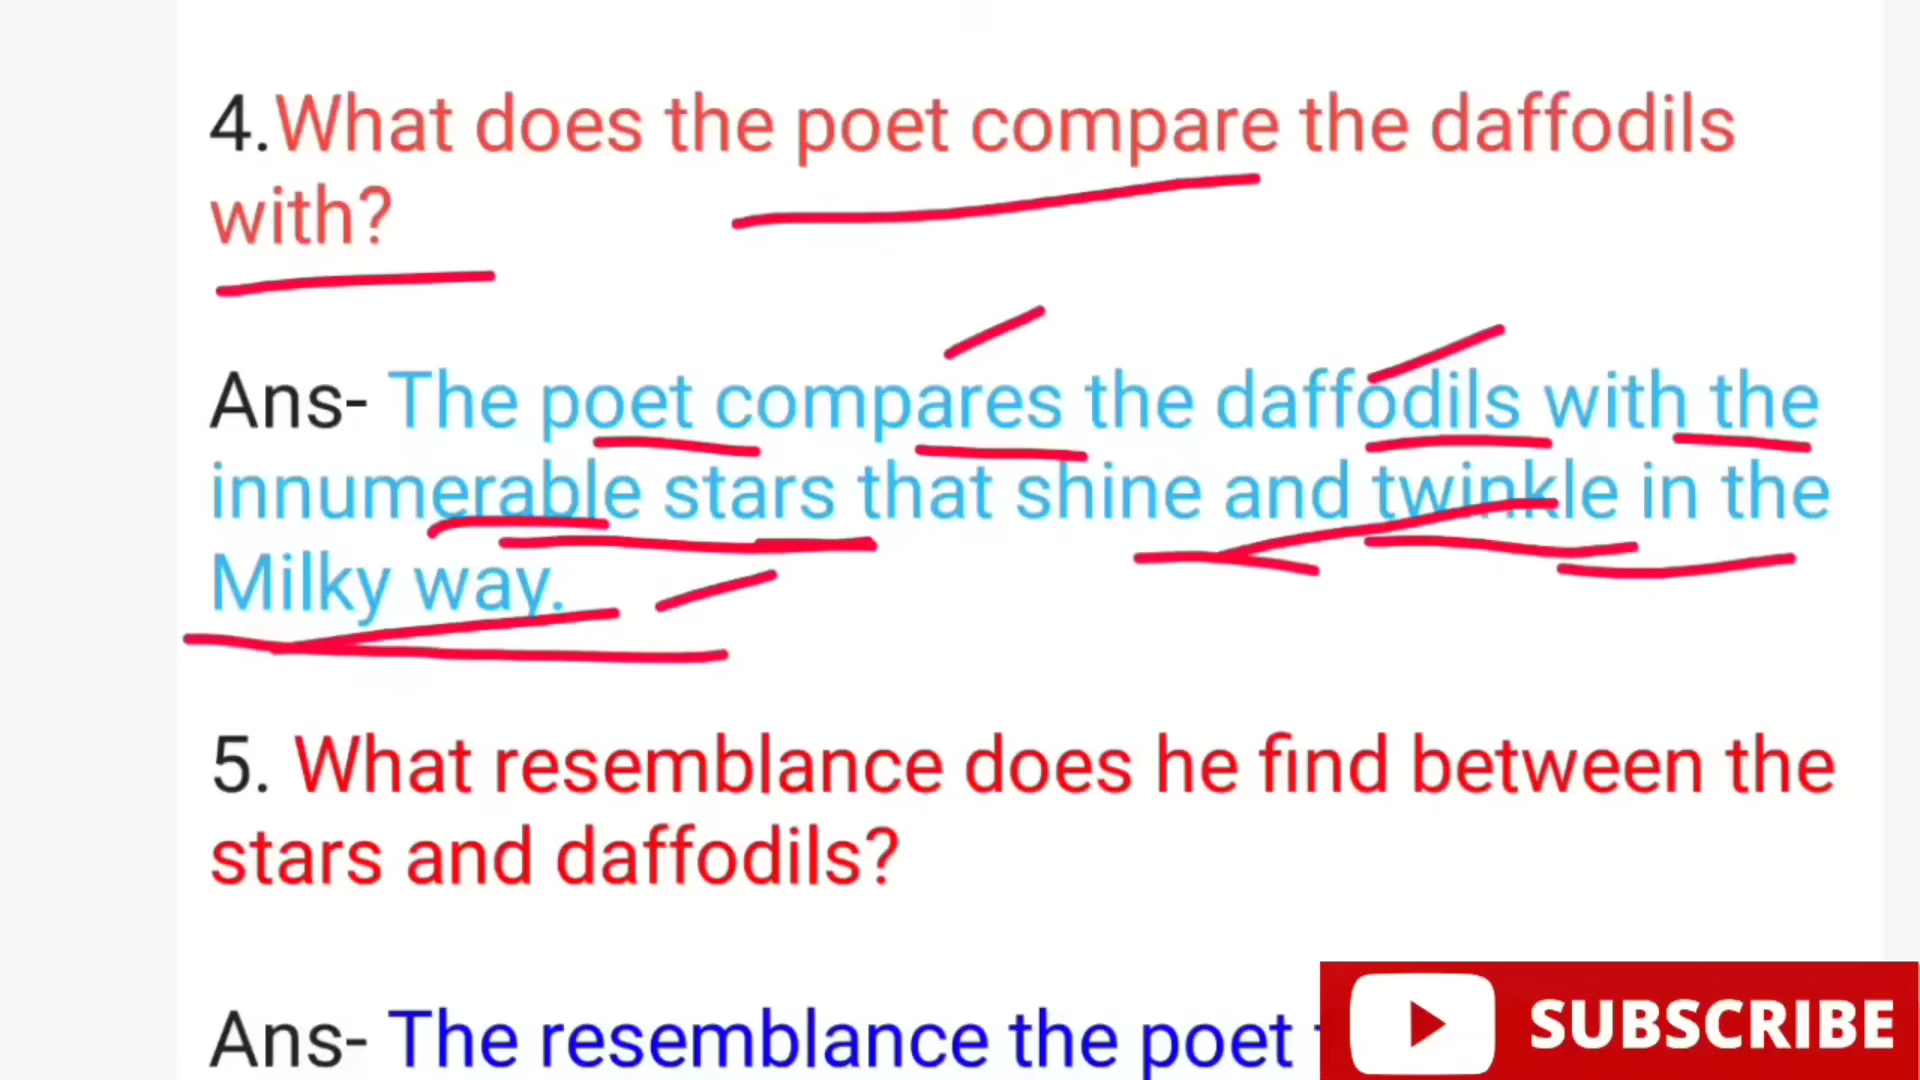 4.What does the poet compare the daffodils
with?
Ans- The poet compares the daffodils with the
innumerable stars that shine and twinkle in the
Milky way.
5. What resemblance does he find between the
stars and daffodils?
Ans- The resemblance the poet
SUBSCRIBE